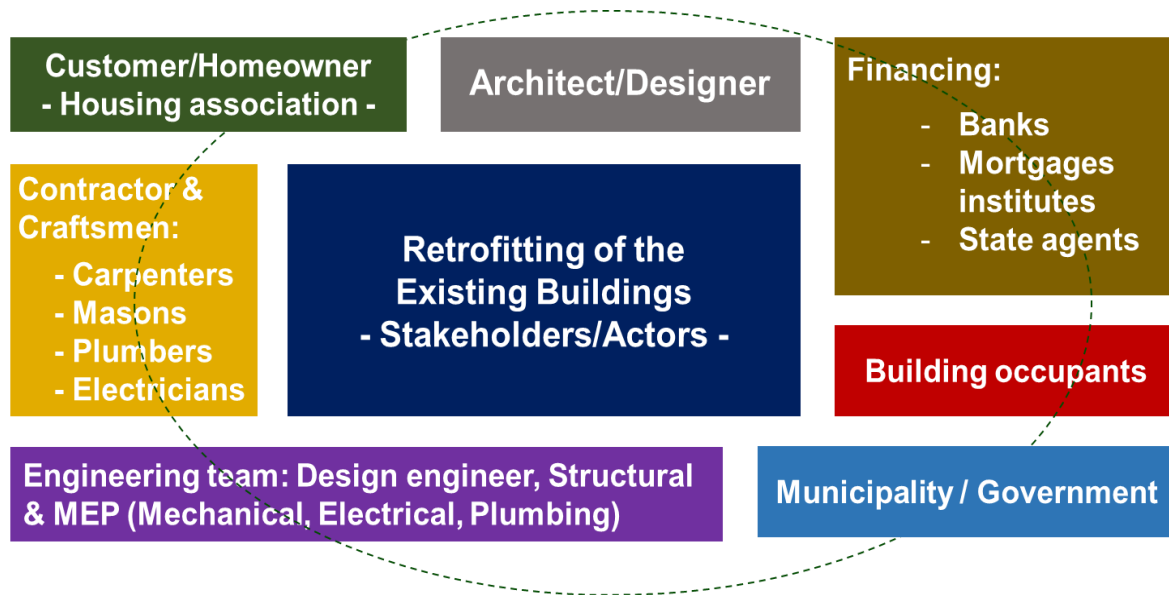 Customer/Homeowner
- Housing association -
Architect/Designer
Financing:
- Banks
- Mortgages
institutes
- State agents
Contractor &
Craftsmen:
- Carpenters
- Masons
- Plumbers
- Electricians
Retrofitting of the
Existing Buildings
- Stakeholders/Actors -
Building occupants
Engineering team: Design engineer, Structural
& MEP (Mechanical, Electrical, Plumbing)
Municipality / Government